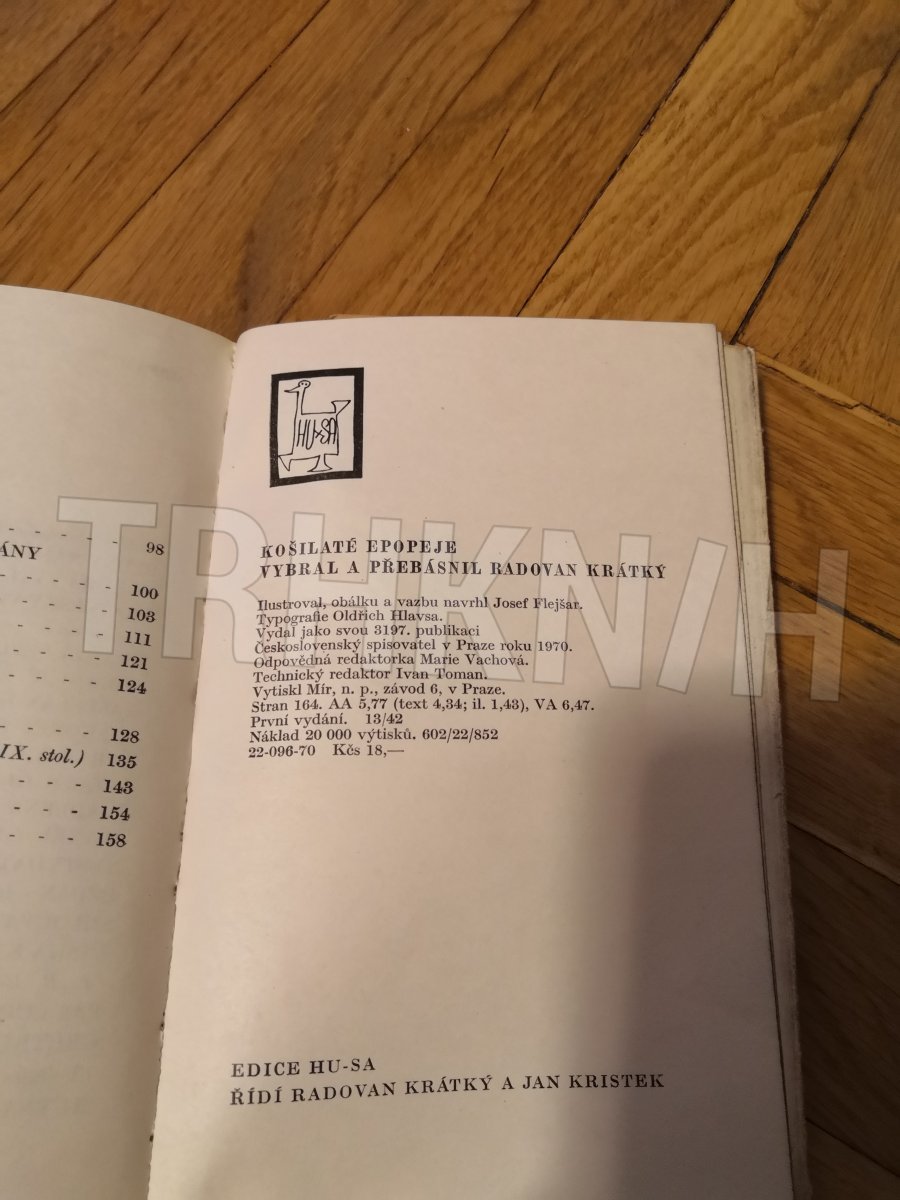 98
ÁNY
100
103
111
121
124
128
IX. stol.) 135
143
154
158
HU-SA
KOŠILATÉ EPOPEJE
VYBRAL A PŘEBÁSNIL RADOVAN KRÁTKÝ
Ilustroval, obálku a vazbu navrhl Josef Flejšar.
Typografie Oldřich Hlavsa.
Vydal jako svou 3197. publikaci
Československý spisovatel v Praze roku 1970.
Odpovědná redaktorka Marie Vachová.
Technický redaktor Ivan Toman.
Vytiskl Mír, n. p., závod 6, v Praze.
Stran 164. AA 5,77 (text 4,34; il. 1,43), VA 6,47.
První vydání. 13/42
Náklad 20 000 výtisků. 602/22/852
22-096-70 Kčs 18,—
EDICE HU-SA
ŘÍDÍ RADOVAN KRÁTKÝ A JAN KRISTEK
TRHKNIH